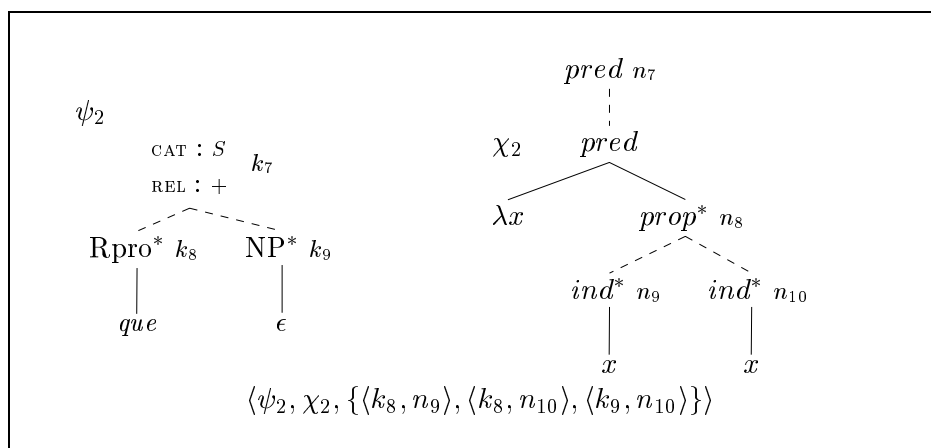 pred n₇
ψ₂
CAT : S
k₇
χ₂
pred
REL : +
λx
prop* n₈
Rpro* k₈
NP* k₉
ind* n₉
ind* n₁₀
que
ϵ
x
x
⟨ψ₂, χ₂, {⟨k₈, n₉⟩, ⟨k₈, n₁₀⟩, ⟨k₉, n₁₀⟩}⟩